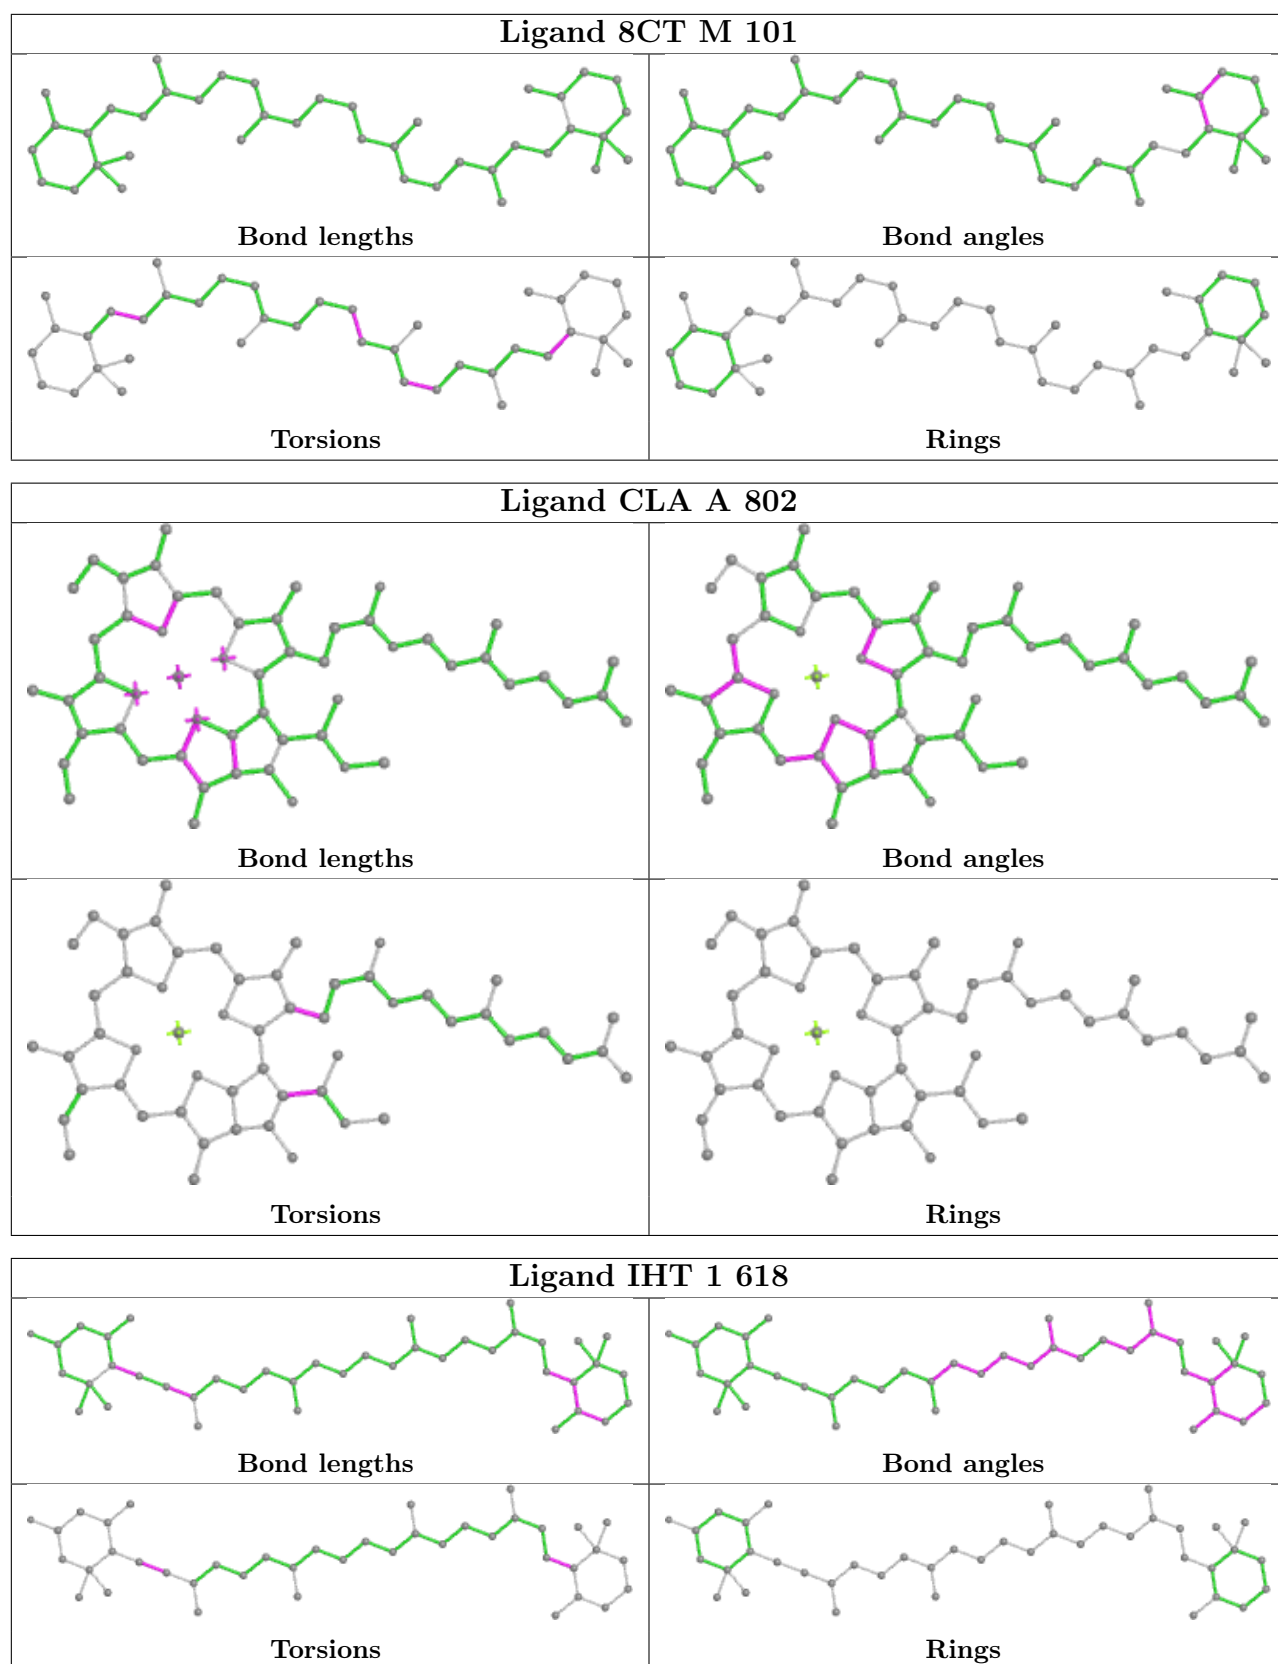 Ligand 8CT M 101
Bond lengths
Bond angles
Torsions
Rings
Ligand CLA A 802
Bond lengths
Bond angles
Torsions
Rings
Ligand IHT 1 618
Bond lengths
Bond angles
Torsions
Rings